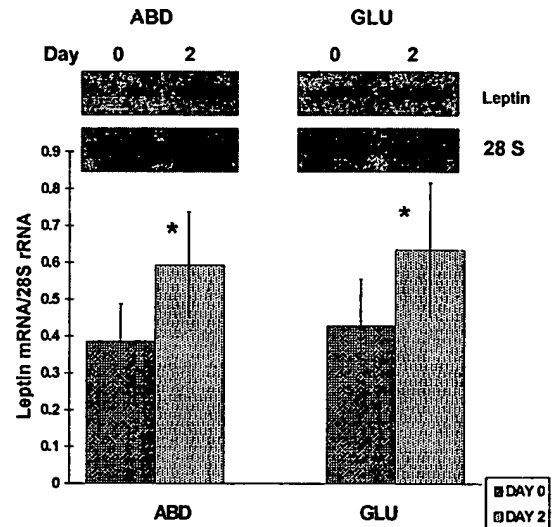 ABD GLU
Day 0 2 0 2
Leptin
28 S
Leptin mRNA/28S rRNA
0.9
0.8
0.7
*
*
0.6
0.5
0.4
0.3
0.2
0.1
0
ABD GLU
DAY 0
DAY 2